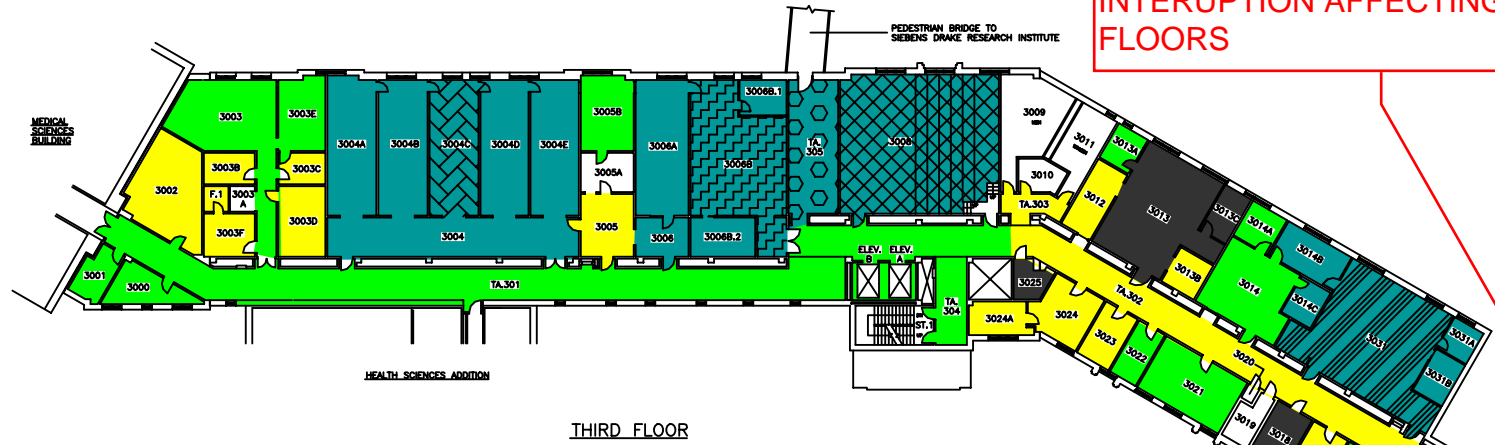 INTERUPTION AFFECTING
FLOORS
PEDESTRIAN BRIDGE TO
SIEBENS DRAKE RESEARCH INSTITUTE
MEDICAL
SCIENCES
BUILDING
3003
3003E
3004A
3004B
3004C
3004D
3004E
3005B
3006A
3006B.1
3006B
TA.
305
3008
3009
MEN
3011
3010
3013A
3013
3012
3013C
3013B
3014A
3014B
3014
3014C
3031
3031A
3031B
3002
3003B
3003C
F.1
3003
A
3003F
3003D
3004
3005A
3005
3006
3006B.2
TA.303
TA.302
3020
3001
3000
TA.301
ELEV.
B
ELEV.
A
TA.
304
ST.1
3025
3024A
3024
3023
3022
3021
3019
3018
HEALTH SCIENCES ADDITION
THIRD FLOOR